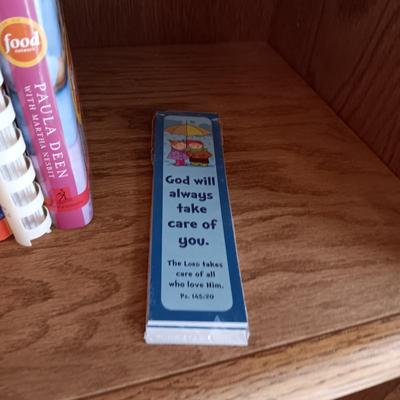 food
network
PAULA DEEN
WITH MARTHA NESBIT
God will
always
take
care of
you.
The LORD takes
care of all
who love Him.
Ps. 145:20